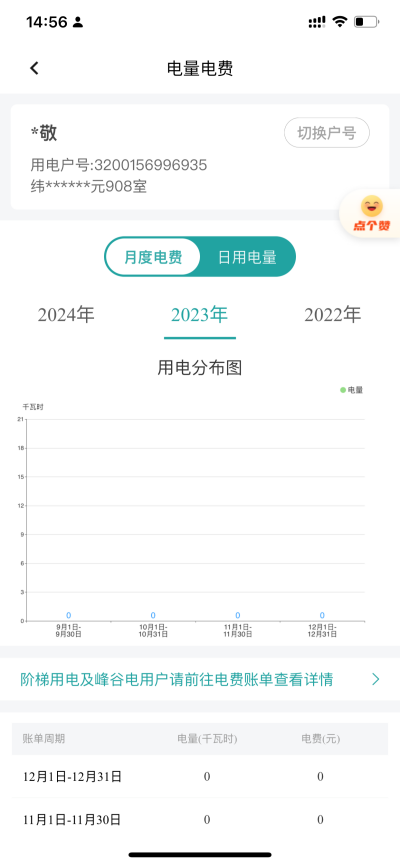 14:56
电量电费
*敬
切换户号
用电户号:3200156996935
纬******元908室
点个赞
月度电费
日用电量
2024年
2023年
2022年
用电分布图
电量
千瓦时
21
18
15
12
9
6
3
0
0
0
0
0
9月1日-
9月30日
10月1日-
10月31日
11月1日-
11月30日
12月1日-
12月31日
阶梯用电及峰谷电用户请前往电费账单查看详情
账单周期 电量(千瓦时) 电费(元)
12月1日-12月31日 0 0
11月1日-11月30日 0 0